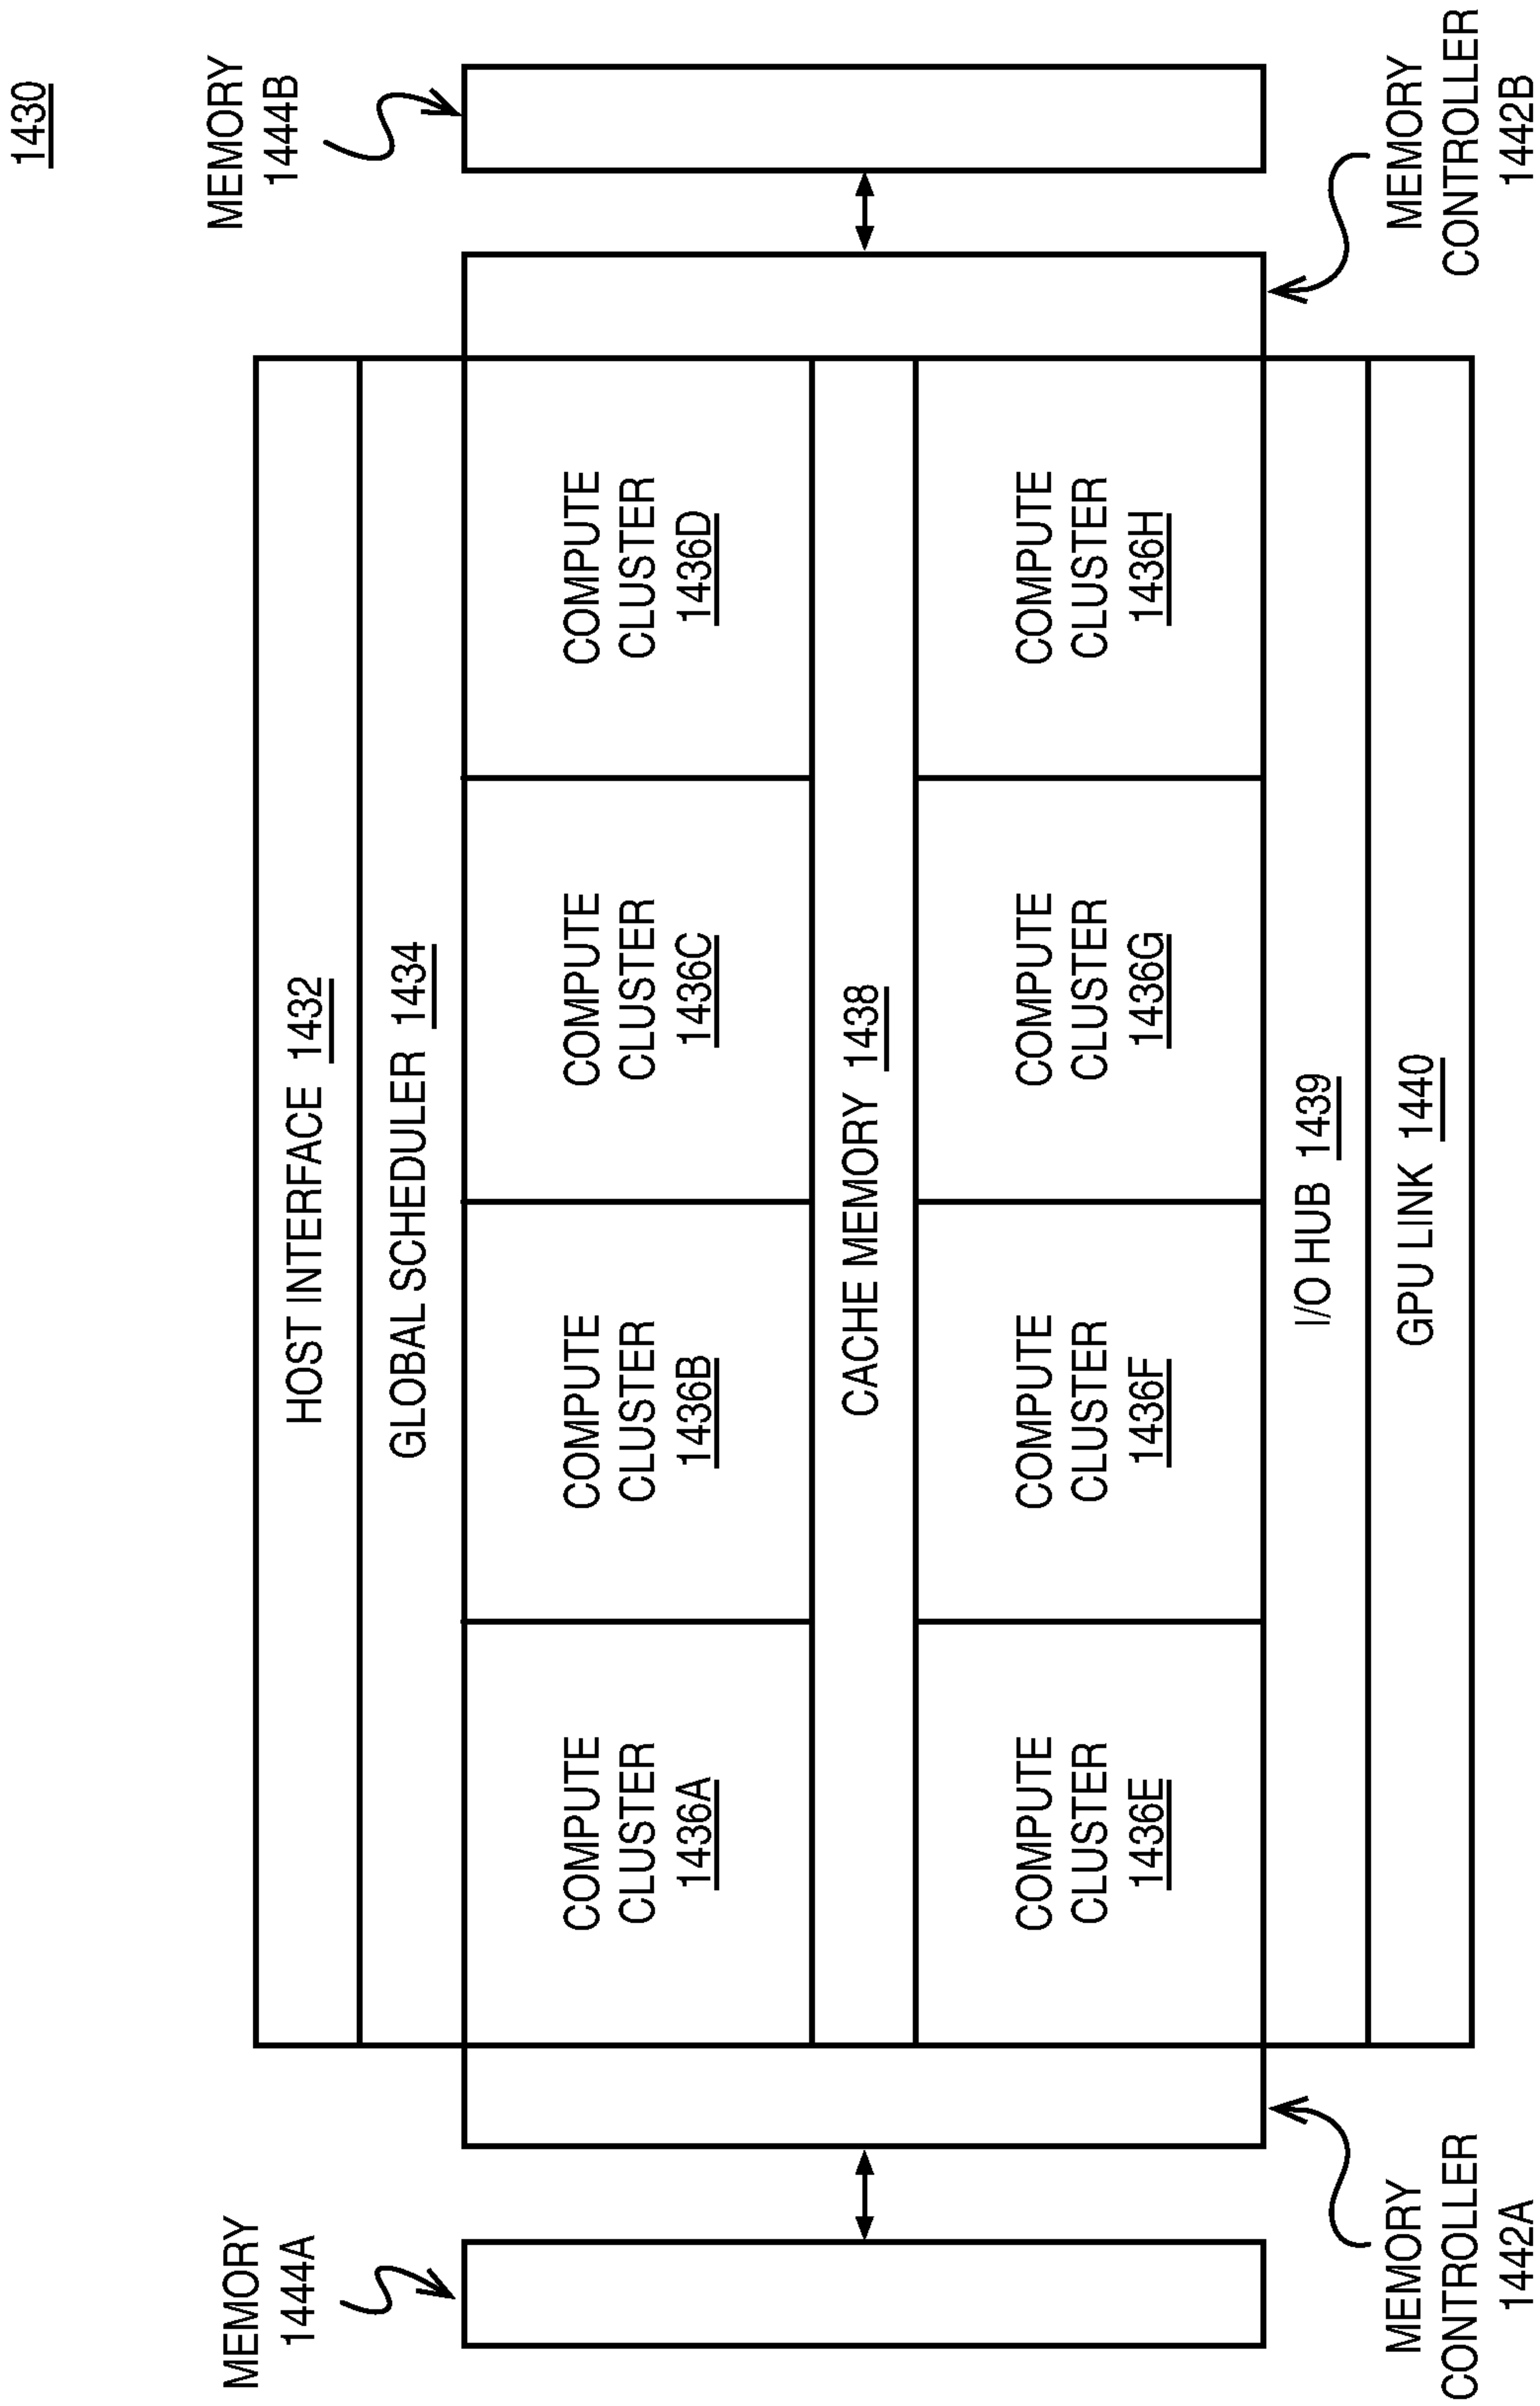 1430
HOST INTERFACE 1432
GLOBAL SCHEDULER 1434
MEMORY
1444A
MEMORY
1444B
COMPUTE
CLUSTER
1436A
COMPUTE
CLUSTER
1436B
COMPUTE
CLUSTER
1436C
COMPUTE
CLUSTER
1436D
CACHE MEMORY 1438
COMPUTE
CLUSTER
1436E
COMPUTE
CLUSTER
1436F
COMPUTE
CLUSTER
1436G
COMPUTE
CLUSTER
1436H
I/O HUB 1439
GPU LINK 1440
MEMORY
CONTROLLER
1442A
MEMORY
CONTROLLER
1442B